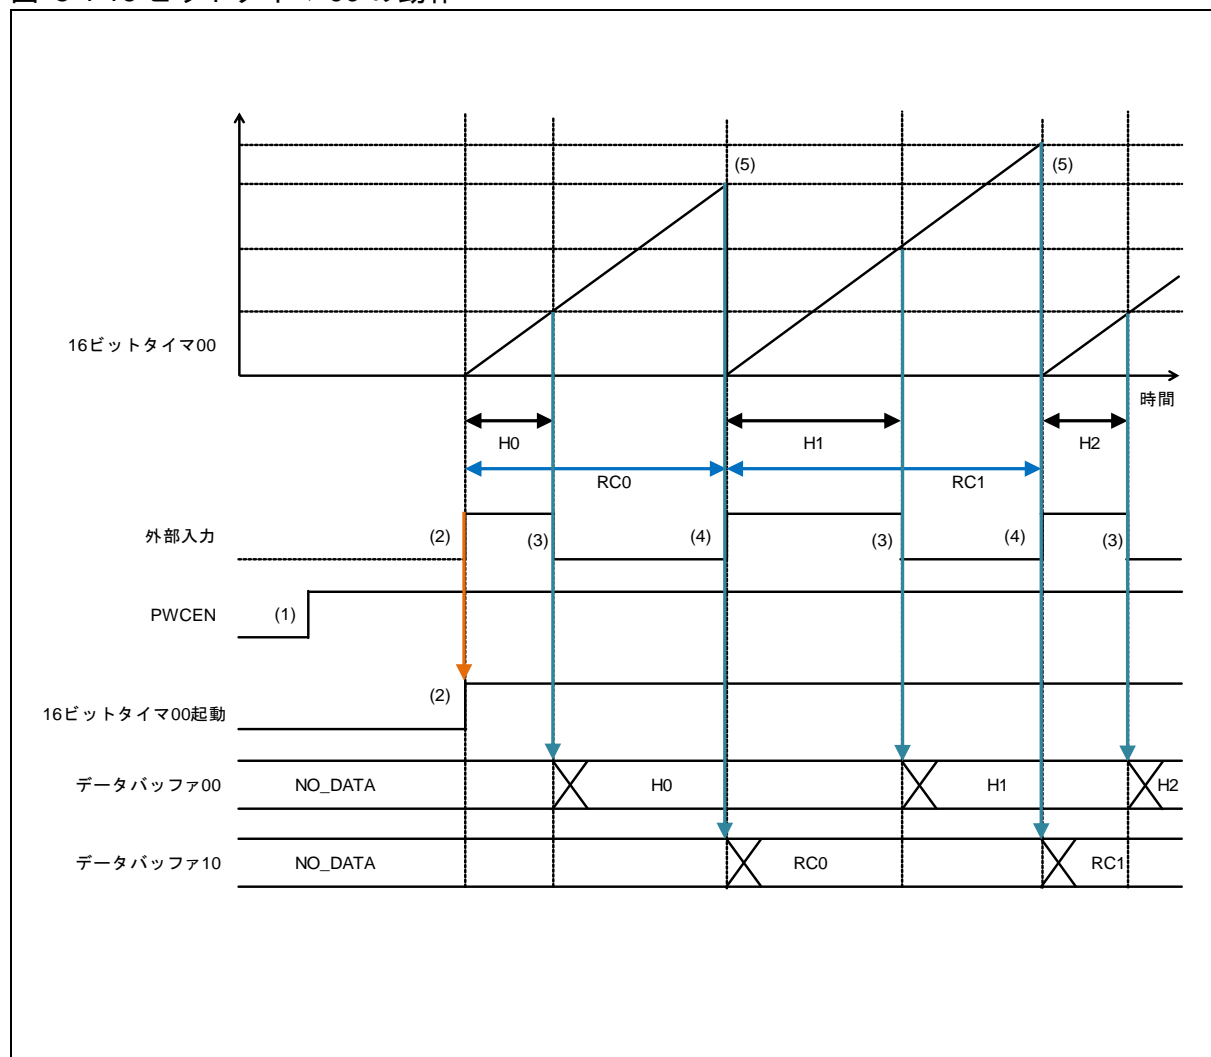 (5)
(5)
16ビットタイマ00
時間
H0
H1
H2
RC0
RC1
外部入力
(2)
(3)
(4)
(3)
(4)
(3)
PWCEN
(1)
16ビットタイマ00起動
(2)
データバッファ00
NO_DATA
H0
H1
H2
データバッファ10
NO_DATA
RC0
RC1